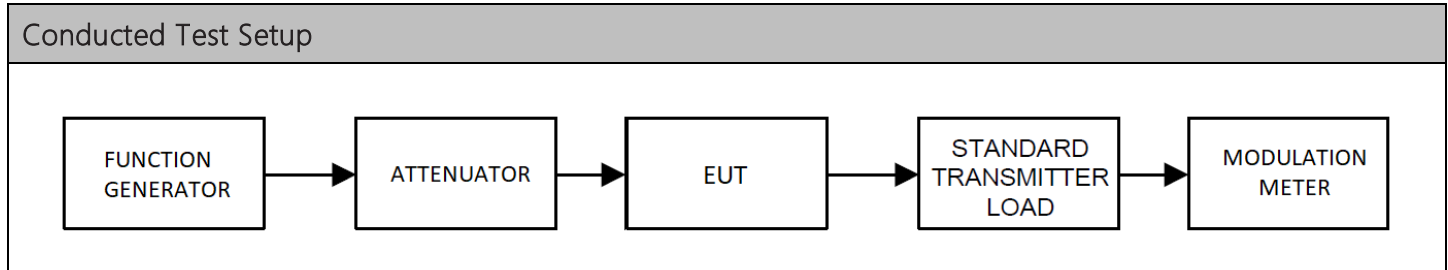 Conducted Test Setup
FUNCTION
GENERATOR
ATTENUATOR
EUT
STANDARD
TRANSMITTER
LOAD
MODULATION
METER